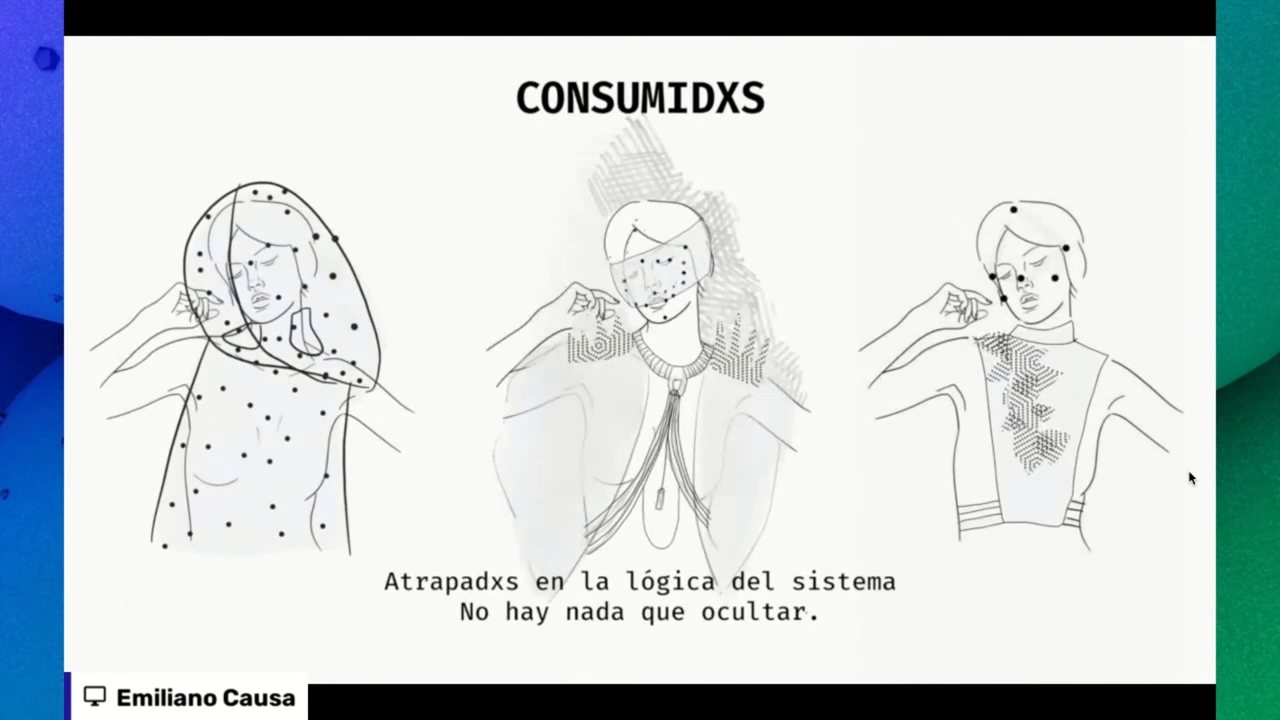 CONSUMIDXS
Atrapadxs en la lógica del sistema
No hay nada que ocultar.
Emiliano Causa